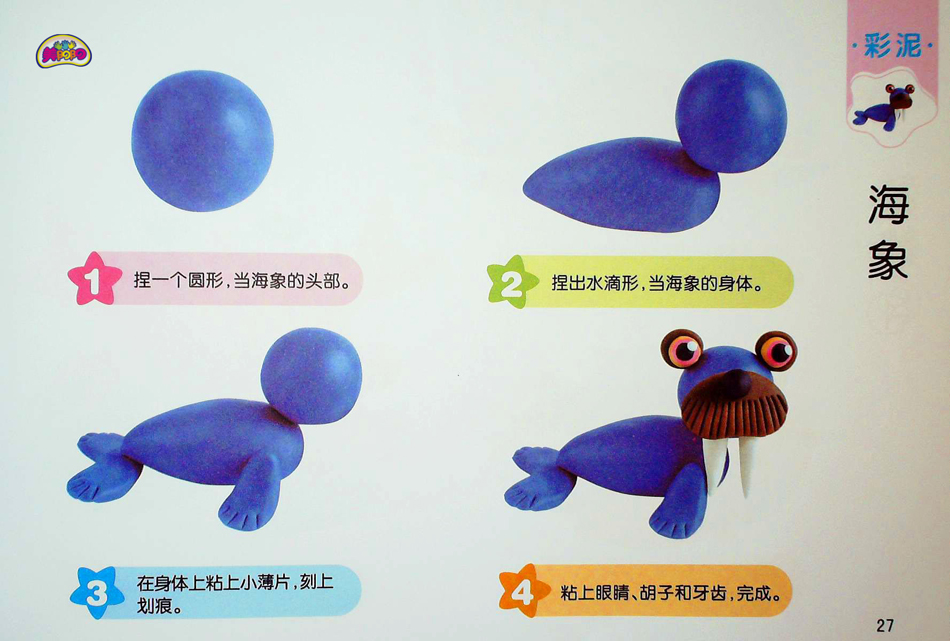 MPOPO
·彩泥·
海象
1 捏一个圆形，当海象的头部。
2 捏出水滴形，当海象的身体。
3 在身体上粘上小薄片，刻上
划痕。
4 粘上眼睛、胡子和牙齿，完成。
27